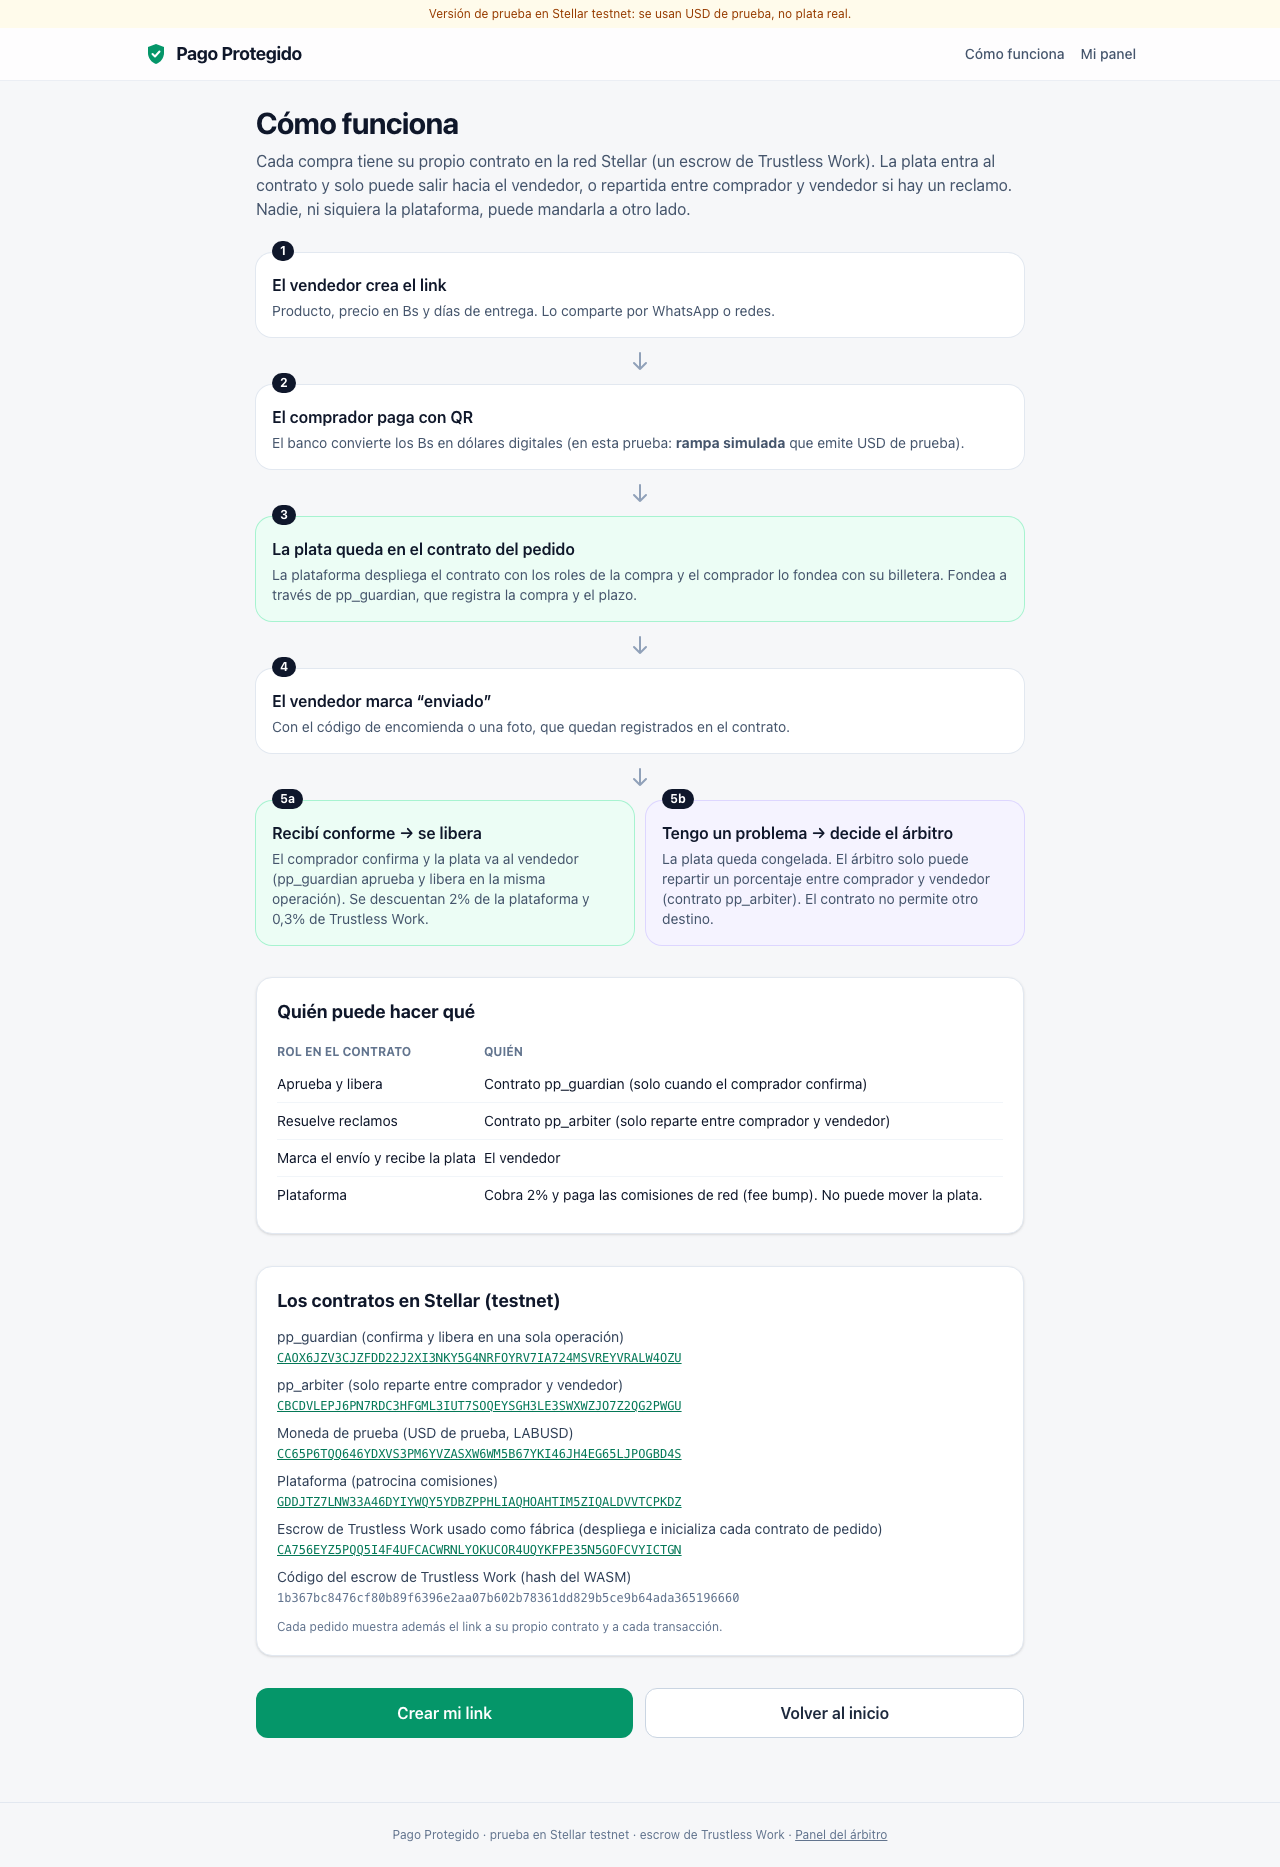 Versión de prueba en Stellar testnet: se usan USD de prueba, no plata real.
Pago Protegido
Cómo funciona
Mi panel
Cómo funciona
Cada compra tiene su propio contrato en la red Stellar (un escrow de Trustless Work). La plata entra al
contrato y solo puede salir hacia el vendedor, o repartida entre comprador y vendedor si hay un reclamo.
Nadie, ni siquiera la plataforma, puede mandarla a otro lado.
1
El vendedor crea el link
Producto, precio en Bs y días de entrega. Lo comparte por WhatsApp o redes.
2
El comprador paga con QR
El banco convierte los Bs en dólares digitales (en esta prueba: rampa simulada que emite USD de prueba).
3
La plata queda en el contrato del pedido
La plataforma despliega el contrato con los roles de la compra y el comprador lo fondea con su billetera. Fondea a
través de pp_guardian, que registra la compra y el plazo.
4
El vendedor marca “enviado”
Con el código de encomienda o una foto, que quedan registrados en el contrato.
5a
Recibí conforme → se libera
El comprador confirma y la plata va al vendedor
(pp_guardian aprueba y libera en la misma
operación). Se descuentan 2% de la plataforma y
0,3% de Trustless Work.
5b
Tengo un problema → decide el árbitro
La plata queda congelada. El árbitro solo puede
repartir un porcentaje entre comprador y vendedor
(contrato pp_arbiter). El contrato no permite otro
destino.
Quién puede hacer qué
ROL EN EL CONTRATO QUIÉN
Aprueba y libera Contrato pp_guardian (solo cuando el comprador confirma)
Resuelve reclamos Contrato pp_arbiter (solo reparte entre comprador y vendedor)
Marca el envío y recibe la plata El vendedor
Plataforma Cobra 2% y paga las comisiones de red (fee bump). No puede mover la plata.
Los contratos en Stellar (testnet)
pp_guardian (confirma y libera en una sola operación)
CAOX6JZV3CJZFDD22J2XI3NKY5G4NRFOYRV7IA724MSVREYVRALW4OZU
pp_arbiter (solo reparte entre comprador y vendedor)
CBCDVLEPJ6PN7RDC3HFGML3IUT7SOQEYSGH3LE3SWXWZJO7Z2QG2PWGU
Moneda de prueba (USD de prueba, LABUSD)
CC65P6TQQ646YDXVS3PM6YVZASXW6WM5B67YKI46JH4EG65LJPOGBD4S
Plataforma (patrocina comisiones)
GDDJTZ7LNW33A46DYIYWQY5YDBZPPHLIAQHOAHTIM5ZIQALDVVTCPKDZ
Escrow de Trustless Work usado como fábrica (despliega e inicializa cada contrato de pedido)
CA756EYZ5PQQ5I4F4UFCACWRNLYOKUCOR4UQYKFPE35N5GOFCVYICTGN
Código del escrow de Trustless Work (hash del WASM)
1b367bc8476cf80b89f6396e2aa07b602b78361dd829b5ce9b64ada365196660
Cada pedido muestra además el link a su propio contrato y a cada transacción.
Crear mi link
Volver al inicio
Pago Protegido · prueba en Stellar testnet · escrow de Trustless Work · Panel del árbitro